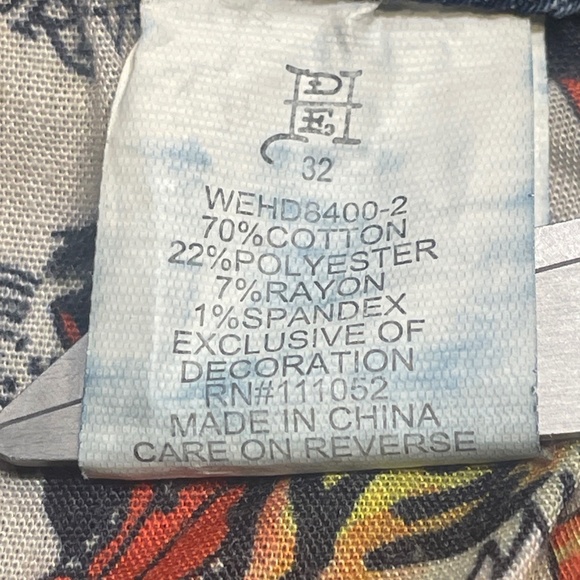 D
E
32
WEHD8400-2
70%COTTON
22%POLYESTER
7%RAYON
1%SPANDEX
EXCLUSIVE OF
DECORATION
RN#111052
MADE IN CHINA
CARE ON REVERSE